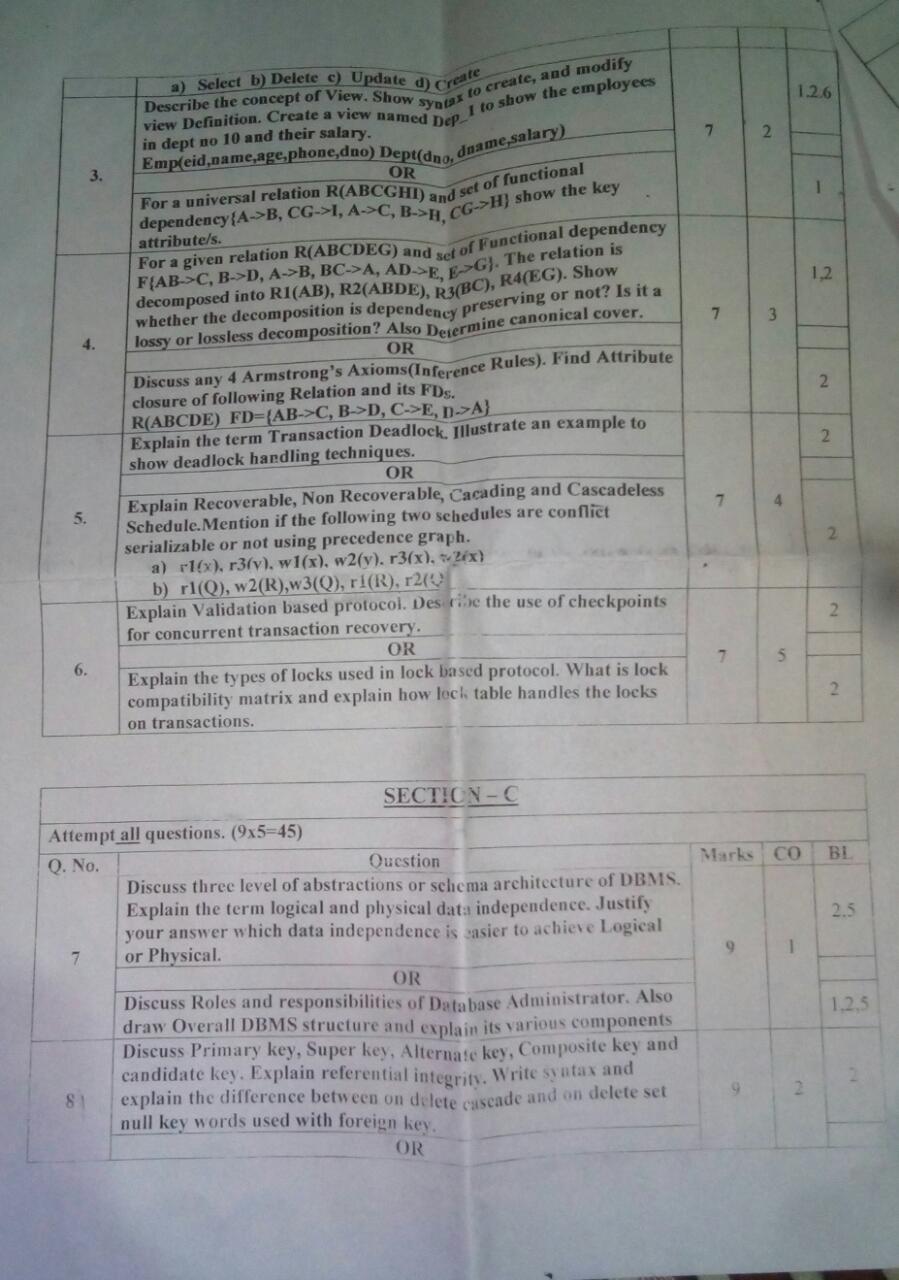 a) Select b) Delete c) Update d) Create
3.
Describe the concept of View. Show syntax to create, and modify
view Definition. Create a view named Dep_1 to show the employees
in dept no 10 and their salary.
Emp(eid,name,age,phone,dno) Dept(dno, dname,salary)
7 2 1.2.6
OR
For a universal relation R(ABCGHI) and set of functional
dependency{A->B, CG->I, A->C, B->H, CG->H} show the key
attribute/s.
1
4.
For a given relation R(ABCDEG) and set of Functional dependency
F{AB->C, B->D, A->B, BC->A, AD->E, E->G}. The relation is
decomposed into R1(AB), R2(ABDE), R3(BC), R4(EG). Show
whether the decomposition is dependency preserving or not? Is it a
lossy or lossless decomposition? Also Determine canonical cover.
7 3 1,2
OR
Discuss any 4 Armstrong's Axioms(Inference Rules). Find Attribute
closure of following Relation and its FDs.
R(ABCDE) FD={AB->C, B->D, C->E, D->A}
2
5.
Explain the term Transaction Deadlock. Illustrate an example to
show deadlock handling techniques.
7 4 2
OR
Explain Recoverable, Non Recoverable, Cacading and Cascadeless
Schedule.Mention if the following two schedules are conflict
serializable or not using precedence graph.
a) r1(x), r3(y), w1(x), w2(y), r3(x), w2(x)
b) r1(Q), w2(R),w3(Q), r1(R), r2(Q
2
6.
Explain Validation based protocol. Describe the use of checkpoints
for concurrent transaction recovery.
7 5 2
OR
Explain the types of locks used in lock based protocol. What is lock
compatibility matrix and explain how lock table handles the locks
on transactions.
2
SECTION – C
Attempt all questions. (9x5=45)
Q. No. Question Marks CO BL
7
Discuss three level of abstractions or schema architecture of DBMS.
Explain the term logical and physical data independence. Justify
your answer which data independence is easier to achieve Logical
or Physical.
9 1 2,5
OR
Discuss Roles and responsibilities of Database Administrator. Also
draw Overall DBMS structure and explain its various components
1,2,5
8
Discuss Primary key, Super key, Alternate key, Composite key and
candidate key. Explain referential integrity. Write syntax and
explain the difference between on delete cascade and on delete set
null key words used with foreign key.
9 2 2
OR